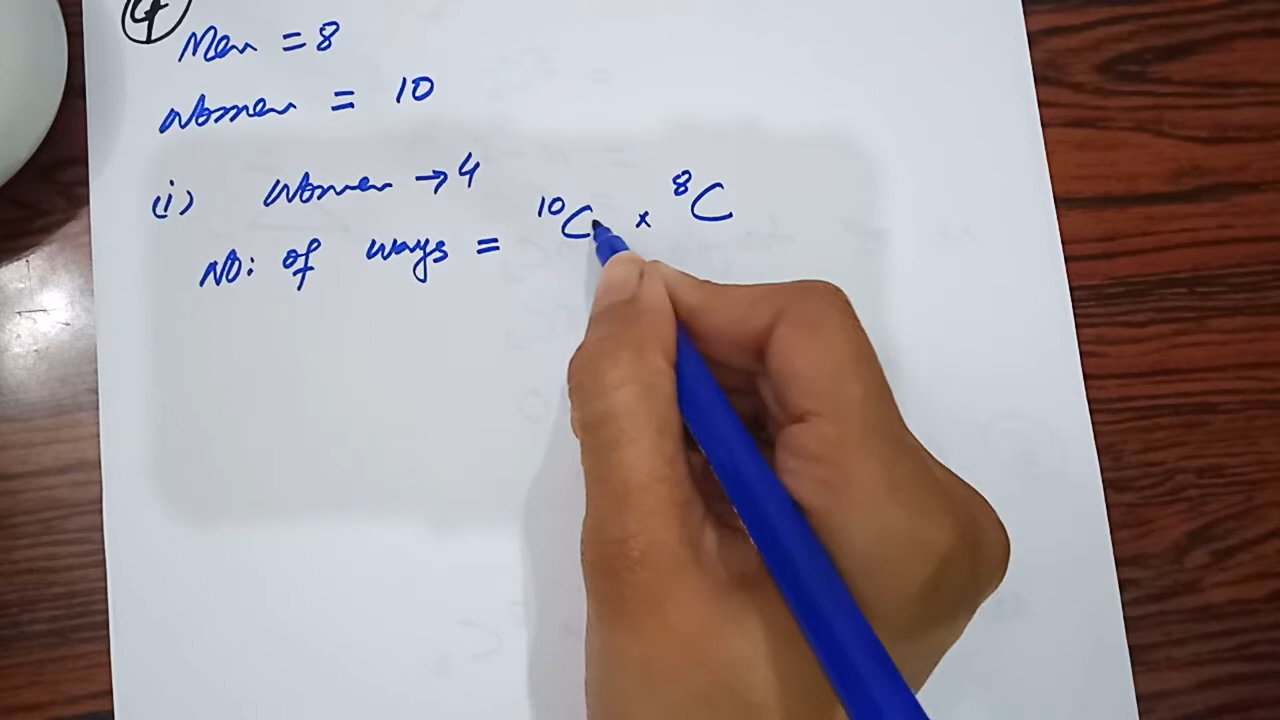 4
Men = 8
Women = 10
(i) Women → 4
No: of ways = ¹⁰C × ⁸C